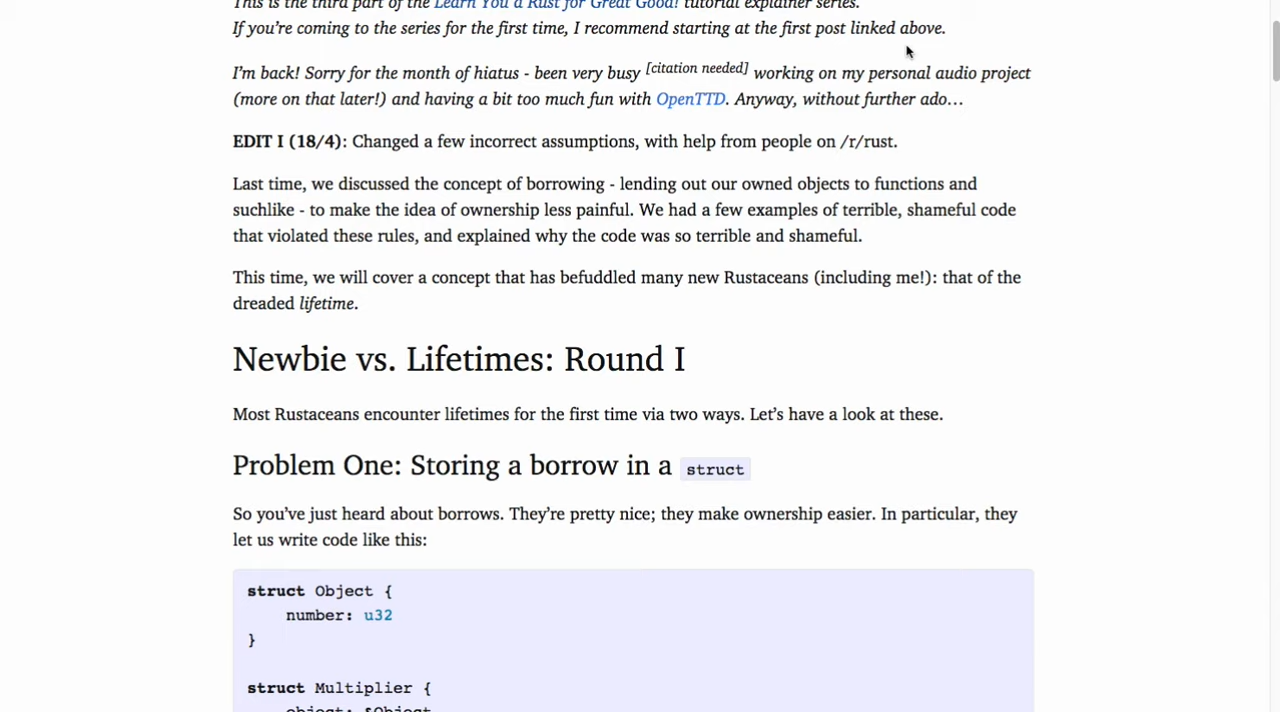 This is the third part of the Learn You a Rust for Great Good! tutorial explainer series.
If you're coming to the series for the first time, I recommend starting at the first post linked above.
I'm back! Sorry for the month of hiatus - been very busy [citation needed] working on my personal audio project
(more on that later!) and having a bit too much fun with OpenTTD. Anyway, without further ado…
EDIT I (18/4): Changed a few incorrect assumptions, with help from people on /r/rust.
Last time, we discussed the concept of borrowing - lending out our owned objects to functions and
suchlike - to make the idea of ownership less painful. We had a few examples of terrible, shameful code
that violated these rules, and explained why the code was so terrible and shameful.
This time, we will cover a concept that has befuddled many new Rustaceans (including me!): that of the
dreaded lifetime.
Newbie vs. Lifetimes: Round I
Most Rustaceans encounter lifetimes for the first time via two ways. Let's have a look at these.
Problem One: Storing a borrow in a struct
So you've just heard about borrows. They're pretty nice; they make ownership easier. In particular, they
let us write code like this:
struct Object {
    number: u32
}
struct Multiplier {
    object: &Object